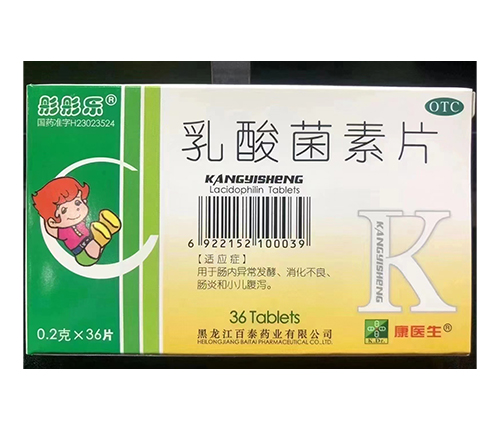 彤彤乐®
国药准字H23023524
OTC
乳酸菌素片
KANGYISHENG
Lacidophilin Tablets
6 922152 100039
【适应症】
用于肠内异常发酵、消化不良、
肠炎和小儿腹泻。
36 Tablets
0.2克×36片
黑龙江百泰药业有限公司
HEILONGJIANG BAITAI PHARMACEUTICAL CO.,LTD.
K
KANGYISHENG
K.Dr.
康医生®